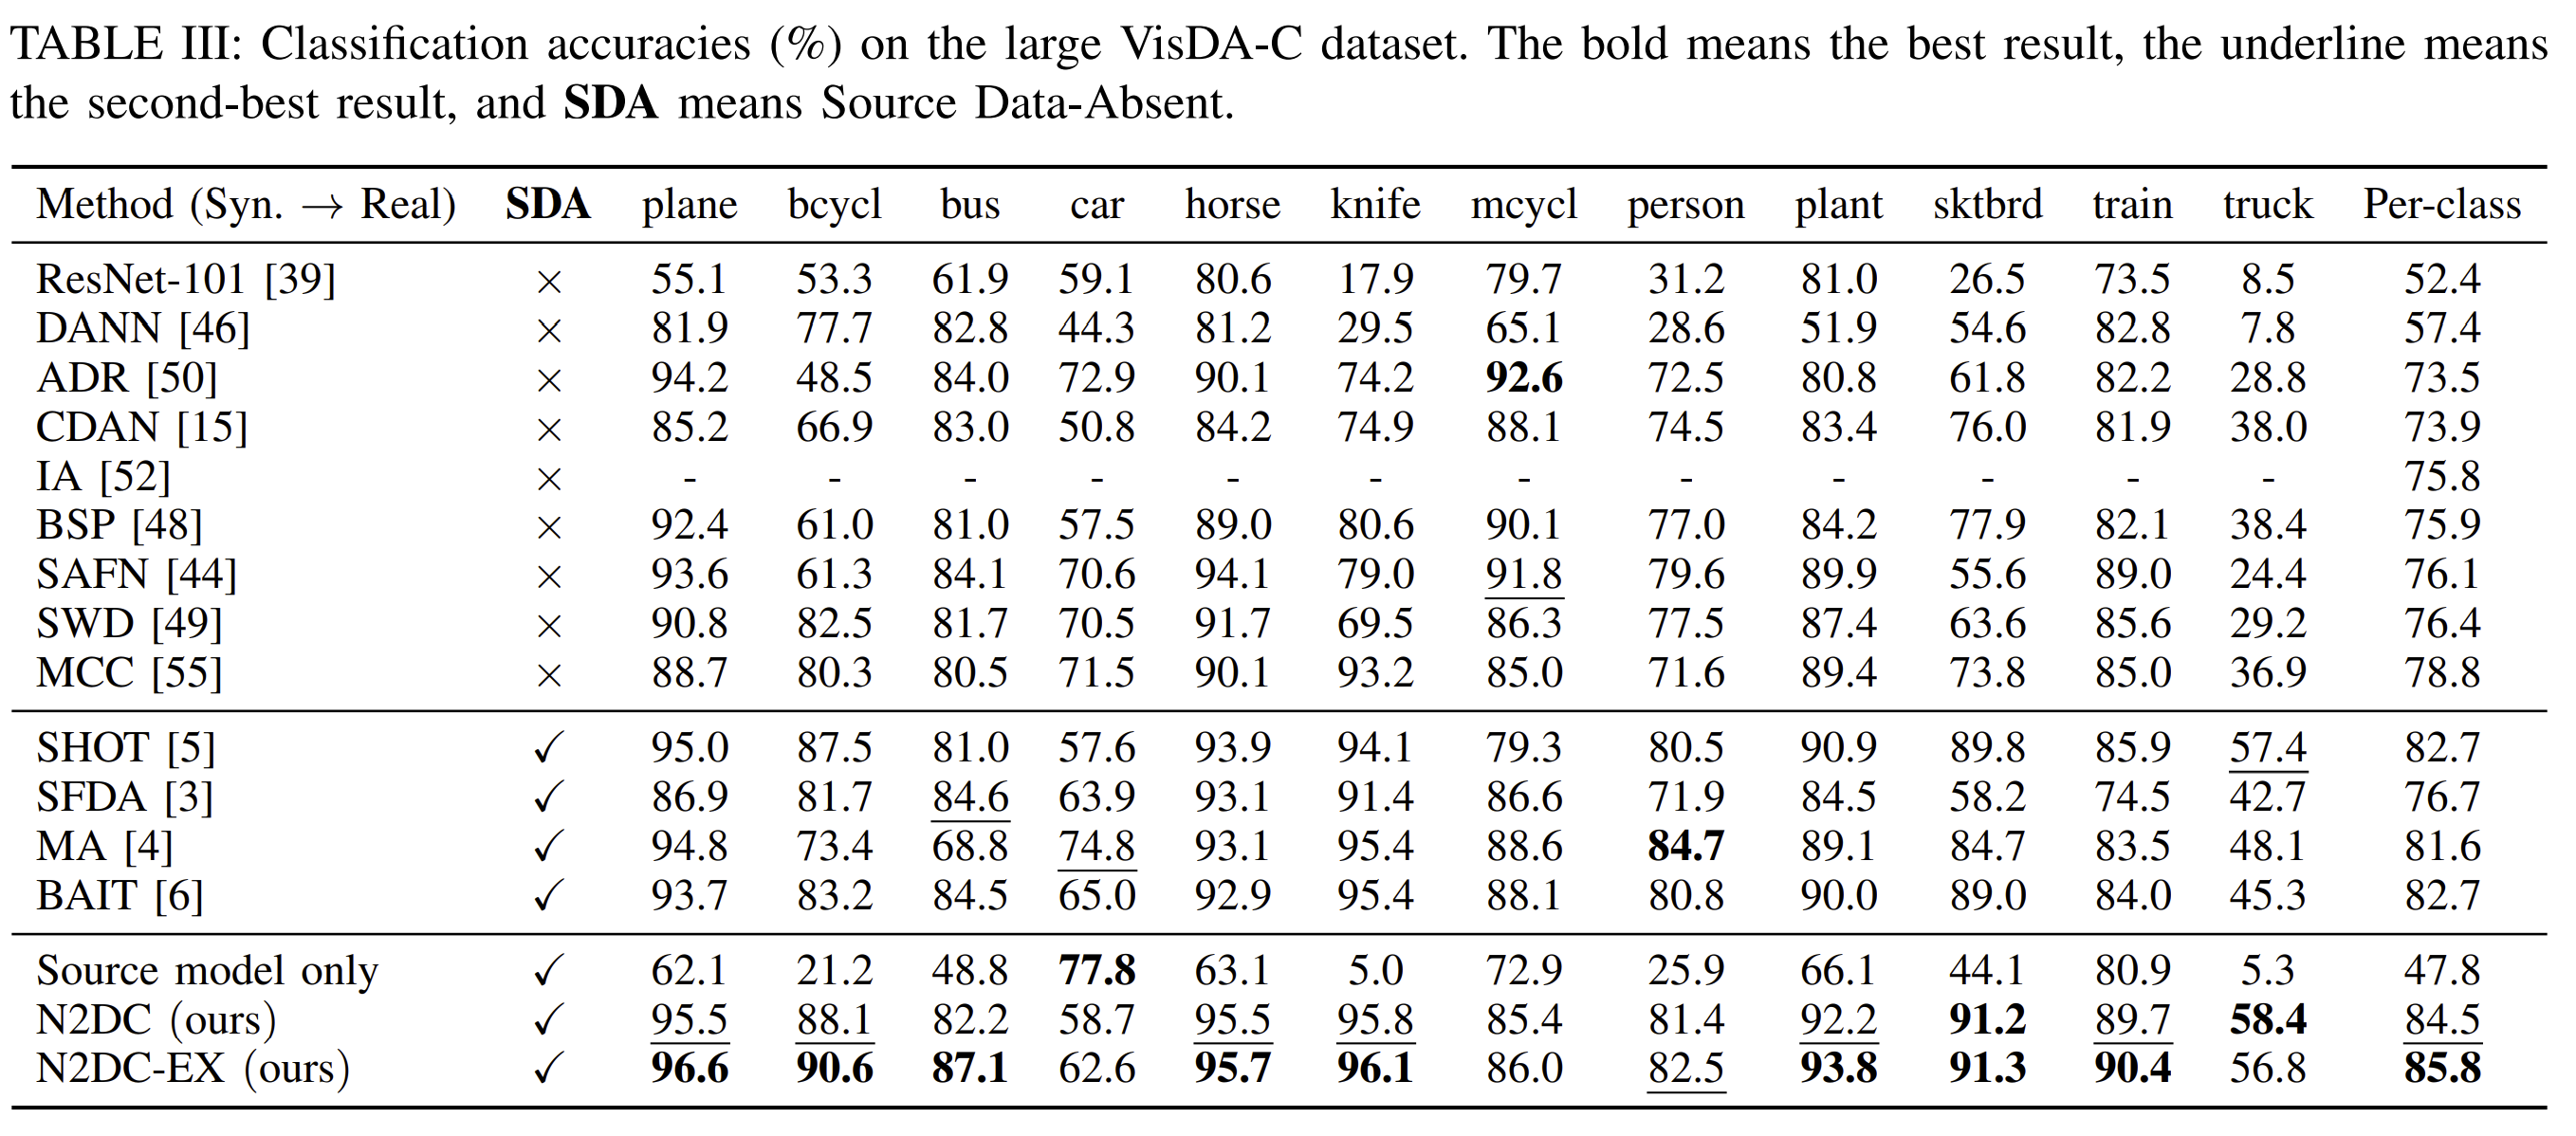 TABLE III: Classification accuracies (%) on the large VisDA-C dataset. The bold means the best result, the underline means
the second-best result, and SDA means Source Data-Absent.
Method (Syn. → Real) SDA plane bcycl bus car horse knife mcycl person plant sktbrd train truck Per-class
ResNet-101 [39] × 55.1 53.3 61.9 59.1 80.6 17.9 79.7 31.2 81.0 26.5 73.5 8.5 52.4
DANN [46] × 81.9 77.7 82.8 44.3 81.2 29.5 65.1 28.6 51.9 54.6 82.8 7.8 57.4
ADR [50] × 94.2 48.5 84.0 72.9 90.1 74.2 92.6 72.5 80.8 61.8 82.2 28.8 73.5
CDAN [15] × 85.2 66.9 83.0 50.8 84.2 74.9 88.1 74.5 83.4 76.0 81.9 38.0 73.9
IA [52] × - - - - - - - - - - - - 75.8
BSP [48] × 92.4 61.0 81.0 57.5 89.0 80.6 90.1 77.0 84.2 77.9 82.1 38.4 75.9
SAFN [44] × 93.6 61.3 84.1 70.6 94.1 79.0 91.8 79.6 89.9 55.6 89.0 24.4 76.1
SWD [49] × 90.8 82.5 81.7 70.5 91.7 69.5 86.3 77.5 87.4 63.6 85.6 29.2 76.4
MCC [55] × 88.7 80.3 80.5 71.5 90.1 93.2 85.0 71.6 89.4 73.8 85.0 36.9 78.8
SHOT [5] ✓ 95.0 87.5 81.0 57.6 93.9 94.1 79.3 80.5 90.9 89.8 85.9 57.4 82.7
SFDA [3] ✓ 86.9 81.7 84.6 63.9 93.1 91.4 86.6 71.9 84.5 58.2 74.5 42.7 76.7
MA [4] ✓ 94.8 73.4 68.8 74.8 93.1 95.4 88.6 84.7 89.1 84.7 83.5 48.1 81.6
BAIT [6] ✓ 93.7 83.2 84.5 65.0 92.9 95.4 88.1 80.8 90.0 89.0 84.0 45.3 82.7
Source model only ✓ 62.1 21.2 48.8 77.8 63.1 5.0 72.9 25.9 66.1 44.1 80.9 5.3 47.8
N2DC (ours) ✓ 95.5 88.1 82.2 58.7 95.5 95.8 85.4 81.4 92.2 91.2 89.7 58.4 84.5
N2DC-EX (ours) ✓ 96.6 90.6 87.1 62.6 95.7 96.1 86.0 82.5 93.8 91.3 90.4 56.8 85.8